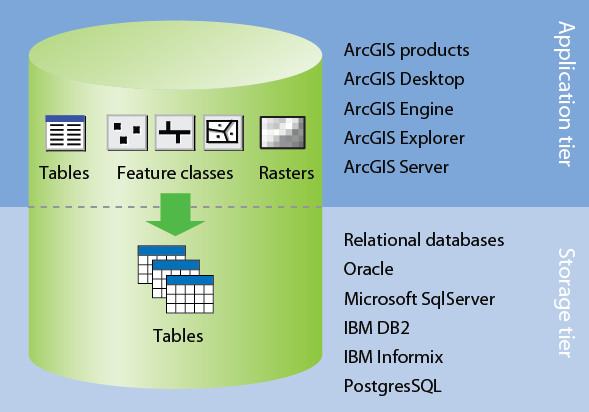 ArcGIS products
ArcGIS Desktop
ArcGIS Engine
ArcGIS Explorer
ArcGIS Server
Application tier
Tables
Feature classes
Rasters
Tables
Relational databases
Oracle
Microsoft SqlServer
IBM DB2
IBM Informix
PostgresSQL
Storage tier